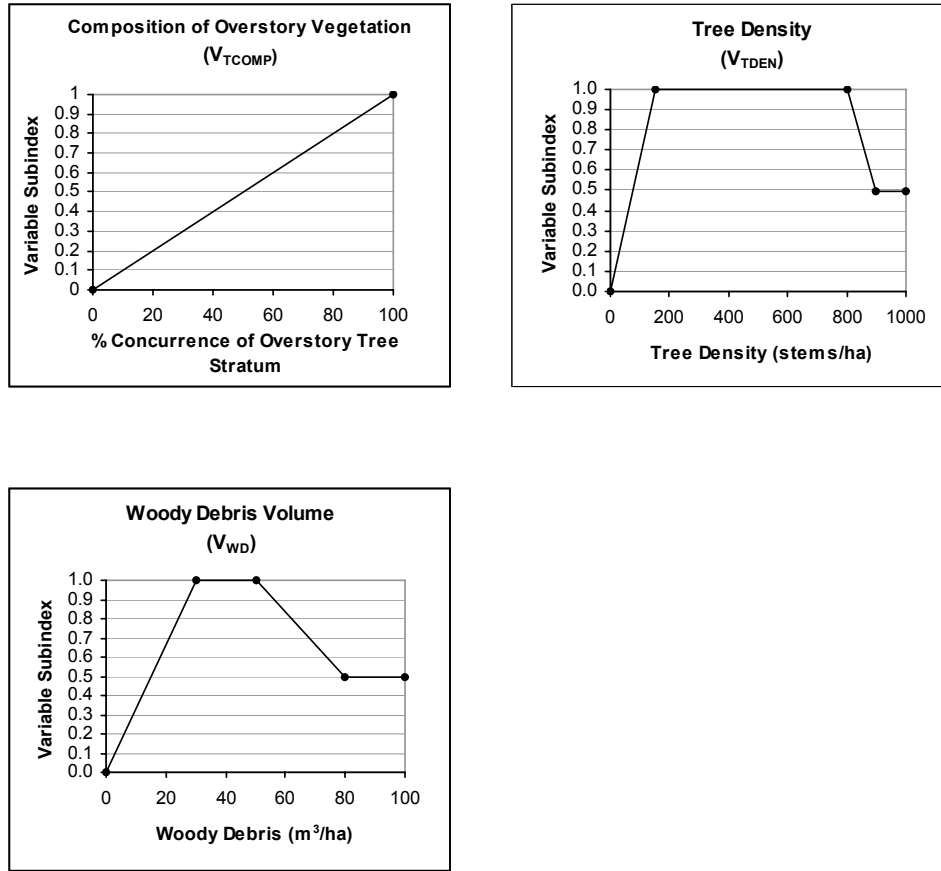 Composition of Overstory Vegetation
(VTCOMP)
Variable Subindex
1
0.9
0.8
0.7
0.6
0.5
0.4
0.3
0.2
0.1
0
0 20 40 60 80 100
% Concurrence of Overstory Tree
Stratum
Tree Density
(VTDEN)
Variable Subindex
1.0
0.9
0.8
0.7
0.6
0.5
0.4
0.3
0.2
0.1
0.0
0 200 400 600 800 1000
Tree Density (stems/ha)
Woody Debris Volume
(VWD)
Variable Subindex
1.0
0.9
0.8
0.7
0.6
0.5
0.4
0.3
0.2
0.1
0.0
0 20 40 60 80 100
Woody Debris (m³/ha)